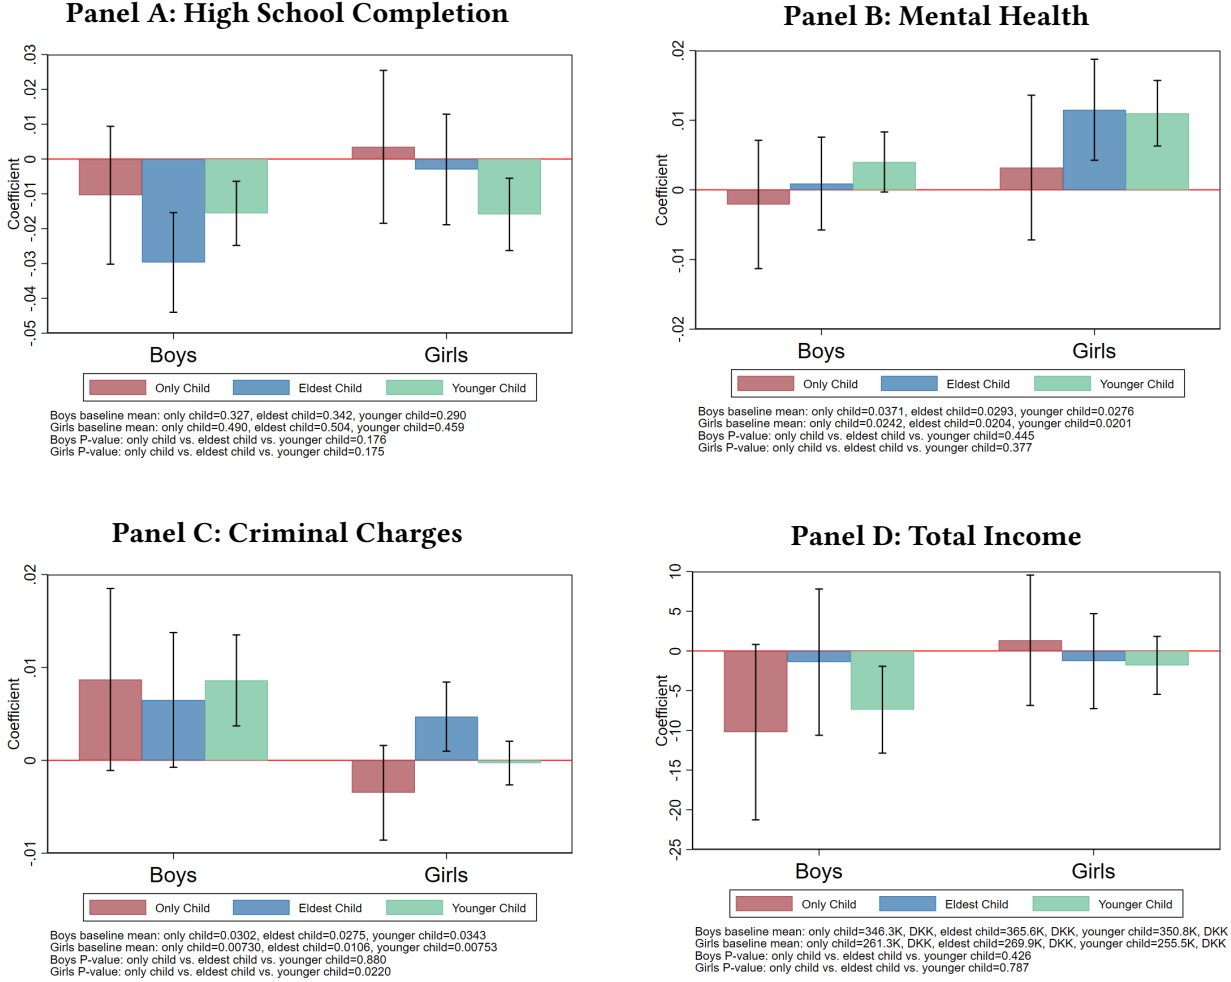 Panel A: High School Completion
.03
.02
.01
0
-.01
-.02
-.03
-.04
-.05
Coefficient
Boys
Girls
Only Child
Eldest Child
Younger Child
Boys baseline mean: only child=0.327, eldest child=0.342, younger child=0.290
Girls baseline mean: only child=0.490, eldest child=0.504, younger child=0.459
Boys P-value: only child vs. eldest child vs. younger child=0.176
Girls P-value: only child vs. eldest child vs. younger child=0.175
Panel B: Mental Health
.02
.01
0
-.01
-.02
Coefficient
Boys
Girls
Only Child
Eldest Child
Younger Child
Boys baseline mean: only child=0.0371, eldest child=0.0293, younger child=0.0276
Girls baseline mean: only child=0.0242, eldest child=0.0204, younger child=0.0201
Boys P-value: only child vs. eldest child vs. younger child=0.445
Girls P-value: only child vs. eldest child vs. younger child=0.377
Panel C: Criminal Charges
.02
.01
0
-.01
Coefficient
Boys
Girls
Only Child
Eldest Child
Younger Child
Boys baseline mean: only child=0.0302, eldest child=0.0275, younger child=0.0343
Girls baseline mean: only child=0.00730, eldest child=0.0106, younger child=0.00753
Boys P-value: only child vs. eldest child vs. younger child=0.880
Girls P-value: only child vs. eldest child vs. younger child=0.0220
Panel D: Total Income
10
5
0
-5
-10
-15
-20
-25
Coefficient
Boys
Girls
Only Child
Eldest Child
Younger Child
Boys baseline mean: only child=346.3K, DKK, eldest child=365.6K, DKK, younger child=350.8K, DKK
Girls baseline mean: only child=261.3K, DKK, eldest child=269.9K, DKK, younger child=255.5K, DKK
Boys P-value: only child vs. eldest child vs. younger child=0.426
Girls P-value: only child vs. eldest child vs. younger child=0.787